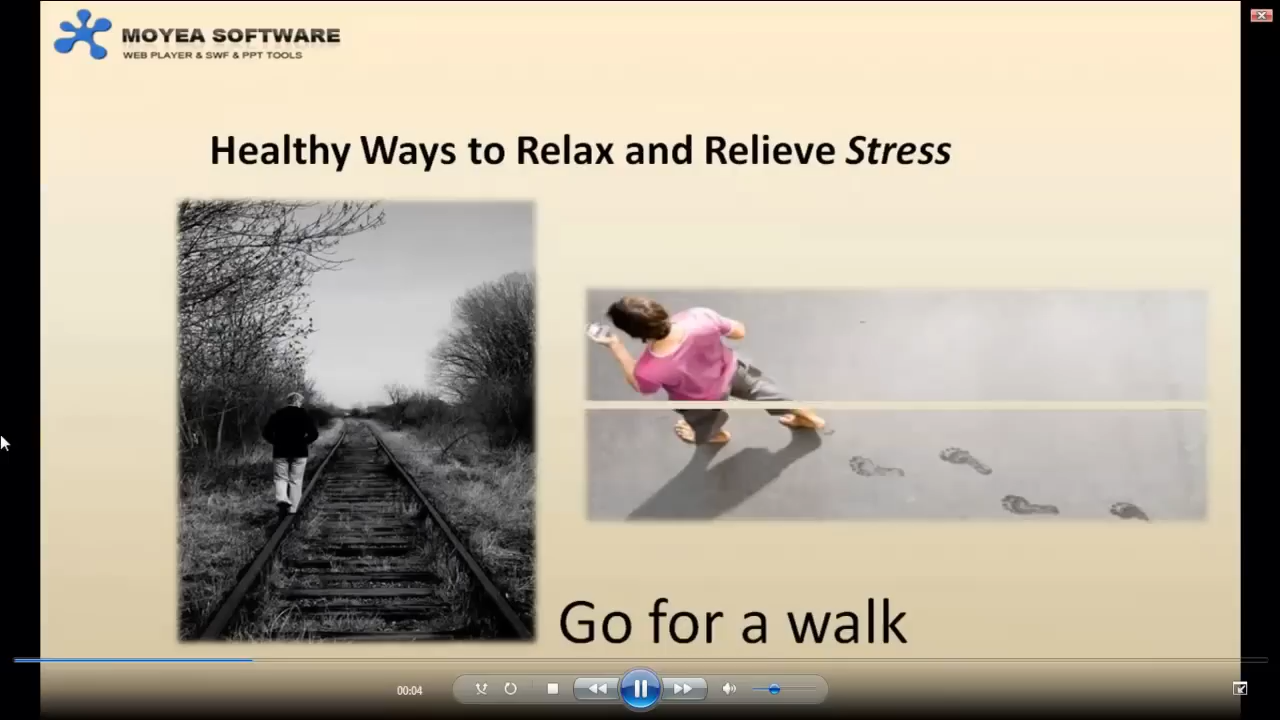 MOYEA SOFTWARE
WEB PLAYER & SWF & PPT TOOLS
Healthy Ways to Relax and Relieve Stress
Go for a walk
00:04